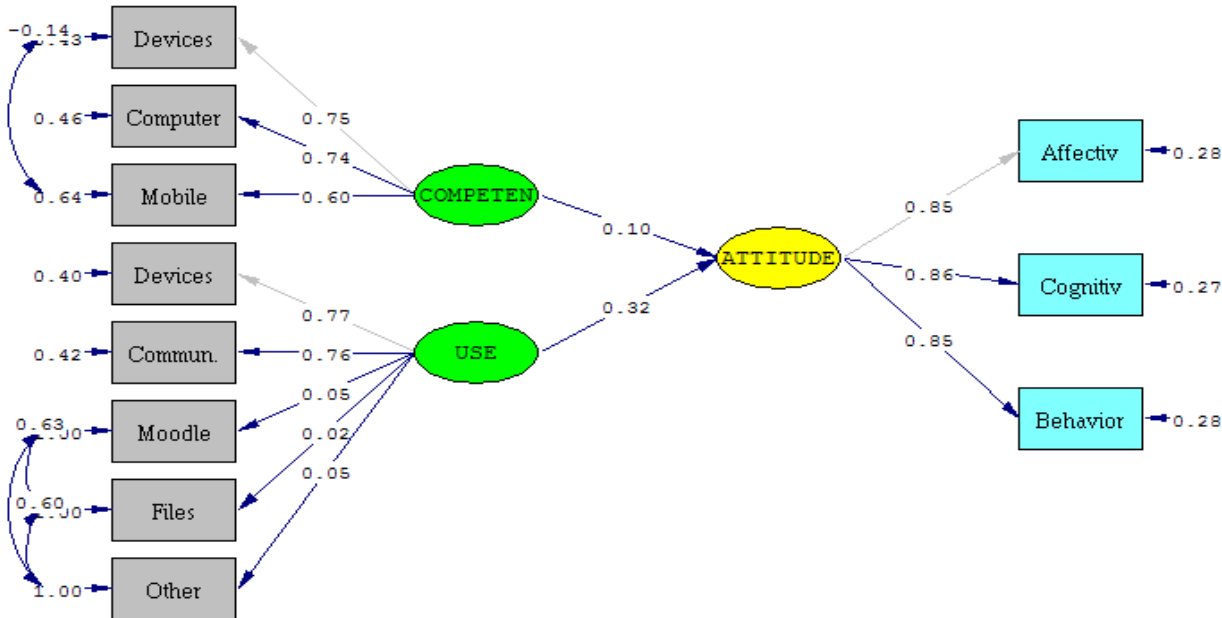 -0.14
Devices
0.46
Computer
0.64
Mobile
0.40
Devices
0.42
Commun.
0.63
Moodle
0.60
Files
1.00
Other
0.75
0.74
0.60
0.77
0.76
0.05
0.02
0.05
COMPETEN
USE
0.10
0.32
ATTITUDE
0.85
0.86
0.85
Affectiv
0.28
Cognitiv
0.27
Behavior
0.28